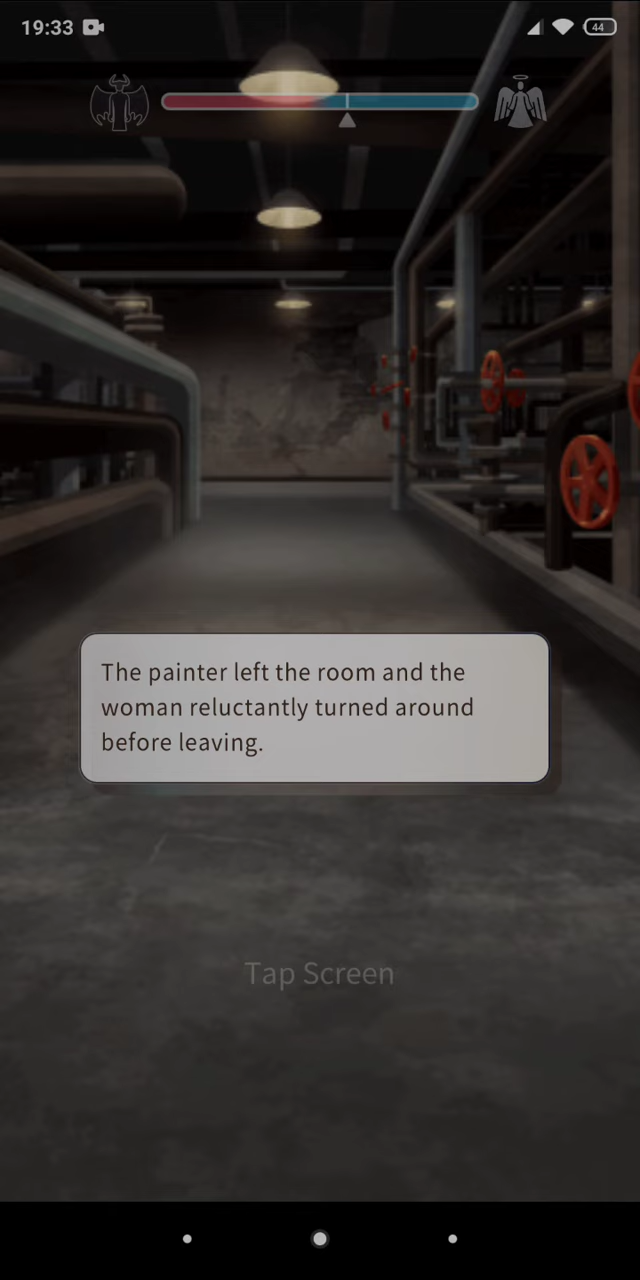 19:33
44
The painter left the room and the
woman reluctantly turned around
before leaving.
Tap Screen